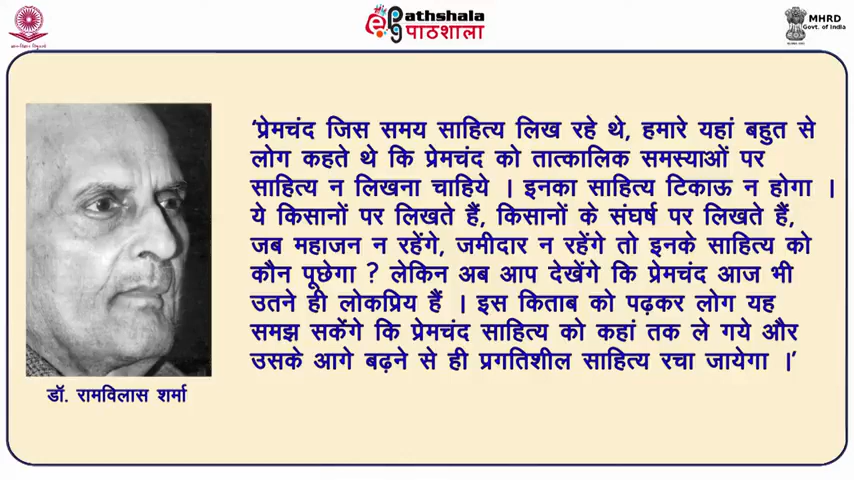 ePathshala
पाठशाला
MHRD
Govt. of India
'प्रेमचंद जिस समय साहित्य लिख रहे थे, हमारे यहां बहुत से
लोग कहते थे कि प्रेमचंद को तात्कालिक समस्याओं पर
साहित्य न लिखना चाहिये । इनका साहित्य टिकाऊ न होगा ।
ये किसानों पर लिखते हैं, किसानों के संघर्ष पर लिखते हैं,
जब महाजन न रहेंगे, जमीदार न रहेंगे तो इनके साहित्य को
कौन पूछेगा ? लेकिन अब आप देखेंगे कि प्रेमचंद आज भी
उतने ही लोकप्रिय हैं । इस किताब को पढ़कर लोग यह
समझ सकेंगे कि प्रेमचंद साहित्य को कहां तक ले गये और
उसके आगे बढ़ने से ही प्रगतिशील साहित्य रचा जायेगा ।'
डॉ. रामविलास शर्मा